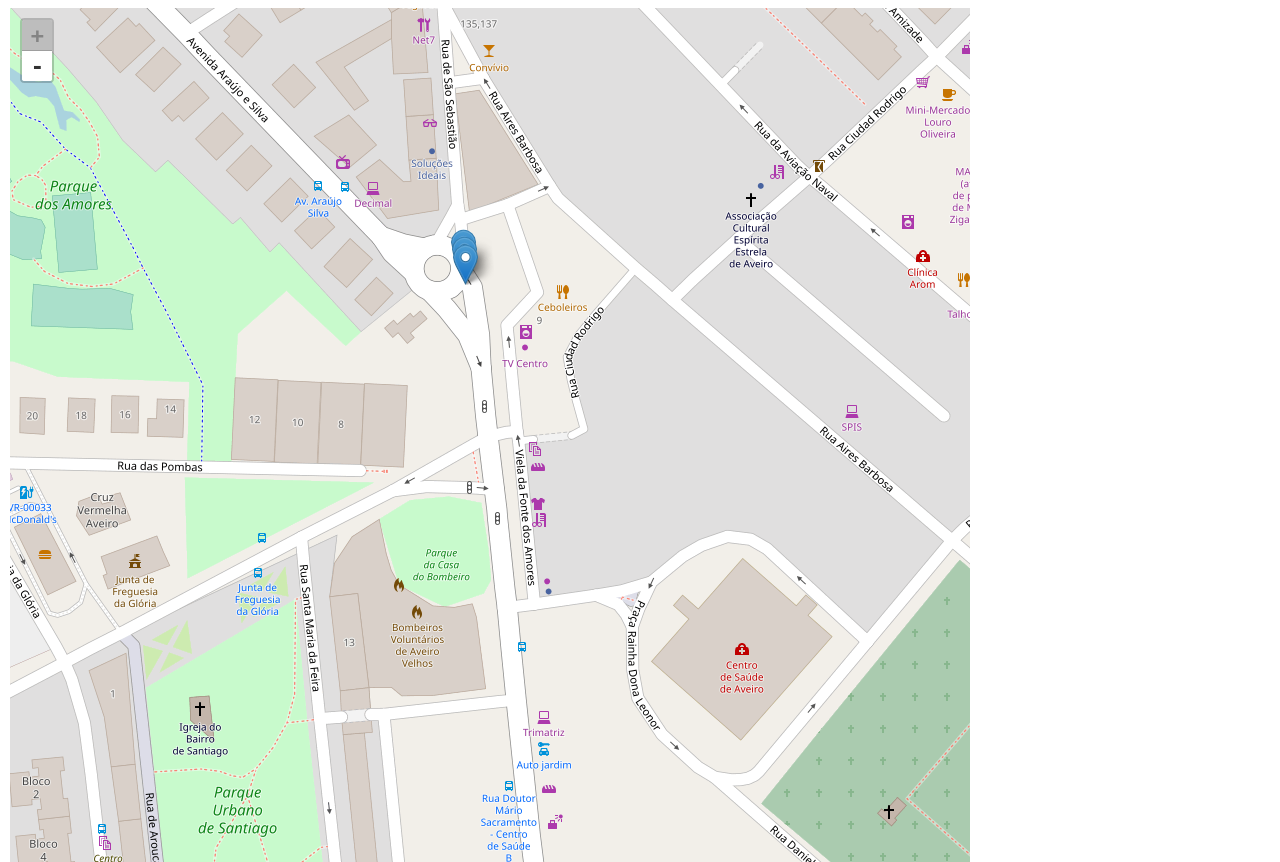 +
-
135,137
Net7
Convívio
Amizade
Avenida Araújo e Silva
Rua de São Sebastião
Rua Aires Barbosa
Rua Ciudad Rodrigo
Mini-Mercado
Louro
Oliveira
Rua da Aviação Naval
Soluções
Ideais
Av. Araújo
Silva
Decimal
Parque
dos Amores
Associação
Cultural
Espírita
Estrela
de Aveiro
Clínica
Arom
Talho
Ceboleiros
9
Rua Ciudad Rodrigo
TV Centro
20
18
16
14
12
10
8
SPIS
Rua Aires Barbosa
Rua das Pombas
Viela da Fonte dos Amores
VR-00033
McDonald's
Cruz
Vermelha
Aveiro
Junta de
Freguesia
da Glória
Junta de
Freguesia
da Glória
Parque
da Casa
do Bombeiro
da Glória
Rua Santa Maria da Feira
Bombeiros
Voluntários
de Aveiro
Velhos
13
1
Praça Rainha Dona Leonor
Centro
de Saúde
de Aveiro
Igreja do
Bairro
de Santiago
Trimatriz
Auto jardim
Bloco
2
Parque
Urbano
de Santiago
Rua de Arouca
Rua Doutor
Mário
Sacramento
- Centro
de Saúde
B
Bloco
4
Centro
Rua Daniel